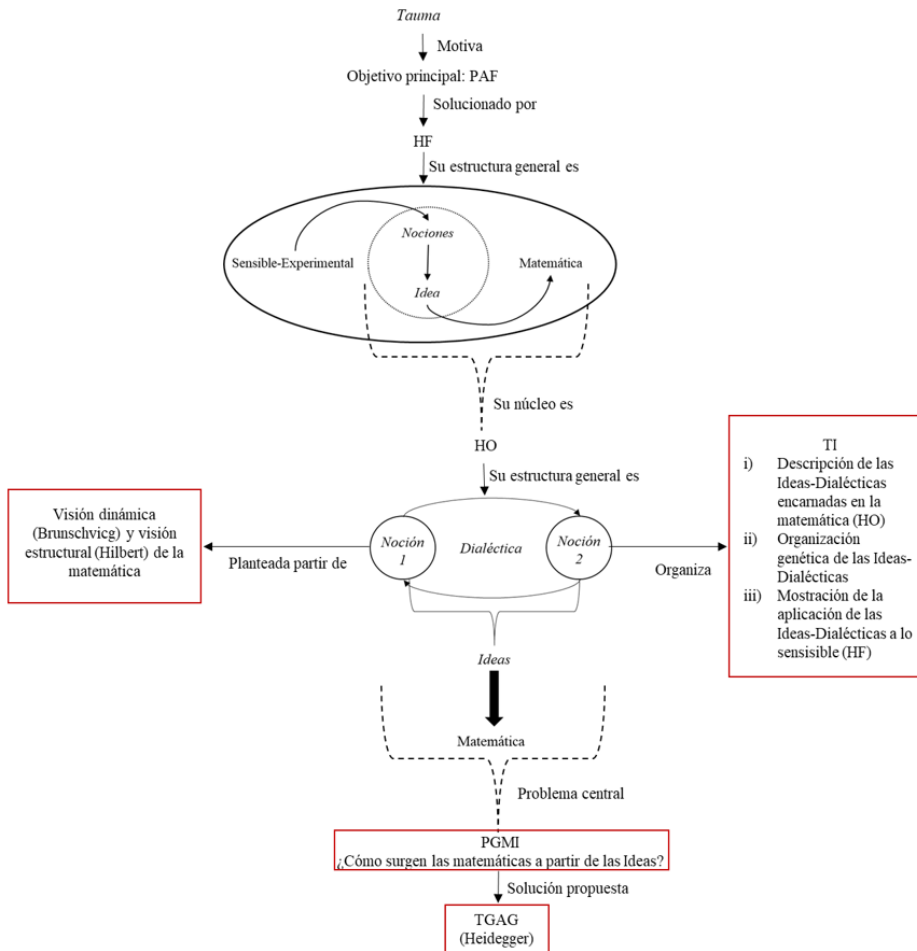 Tauma
Motiva
Objetivo principal: PAF
Solucionado por
HF
Su estructura general es
Nociones
Sensible-Experimental
Matemática
Idea
Su núcleo es
HO
Su estructura general es
Visión dinámica
(Brunschvicg) y visión
estructural (Hilbert) de la
matemática
Planteada partir de
Noción
1
Dialéctica
Noción
2
Organiza
TI
i) Descripción de las
Ideas-Dialécticas
encarnadas en la
matemática (HO)
ii) Organización
genética de las Ideas-
Dialécticas
iii) Mostración de la
aplicación de las
Ideas-Dialécticas a lo
sensisible (HF)
Ideas
Matemática
Problema central
PGMI
¿Cómo surgen las matemáticas a partir de las Ideas?
Solución propuesta
TGAG
(Heidegger)